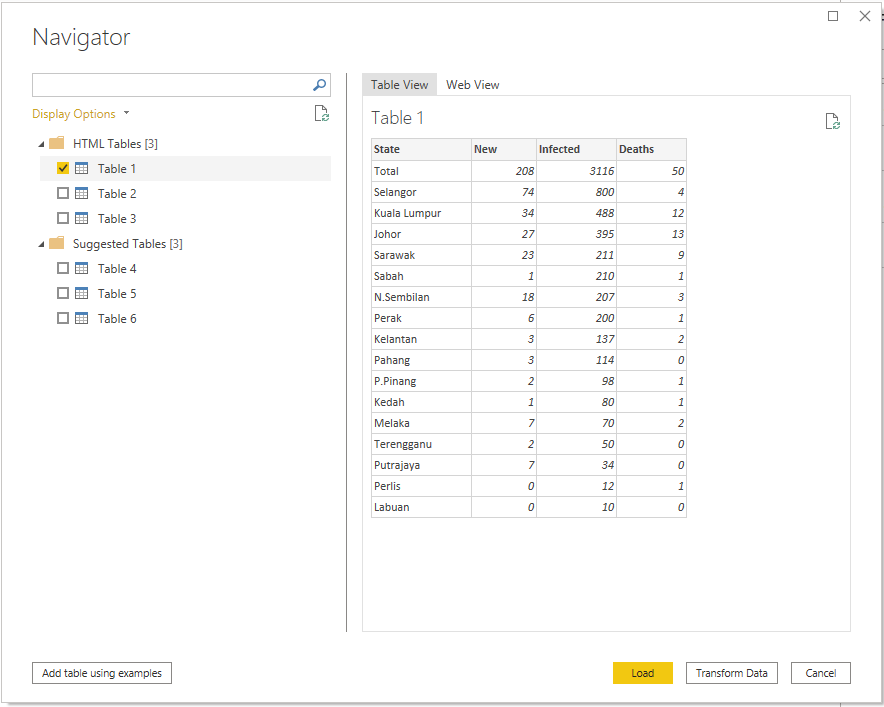 Navigator
Display Options
HTML Tables [3]
Table 1
Table 2
Table 3
Suggested Tables [3]
Table 4
Table 5
Table 6
Table View Web View
Table 1
State New Infected Deaths
Total 208 3116 50
Selangor 74 800 4
Kuala Lumpur 34 488 12
Johor 27 395 13
Sarawak 23 211 9
Sabah 1 210 1
N.Sembilan 18 207 3
Perak 6 200 1
Kelantan 3 137 2
Pahang 3 114 0
P.Pinang 2 98 1
Kedah 1 80 1
Melaka 7 70 2
Terengganu 2 50 0
Putrajaya 7 34 0
Perlis 0 12 1
Labuan 0 10 0
Add table using examples Load Transform Data Cancel